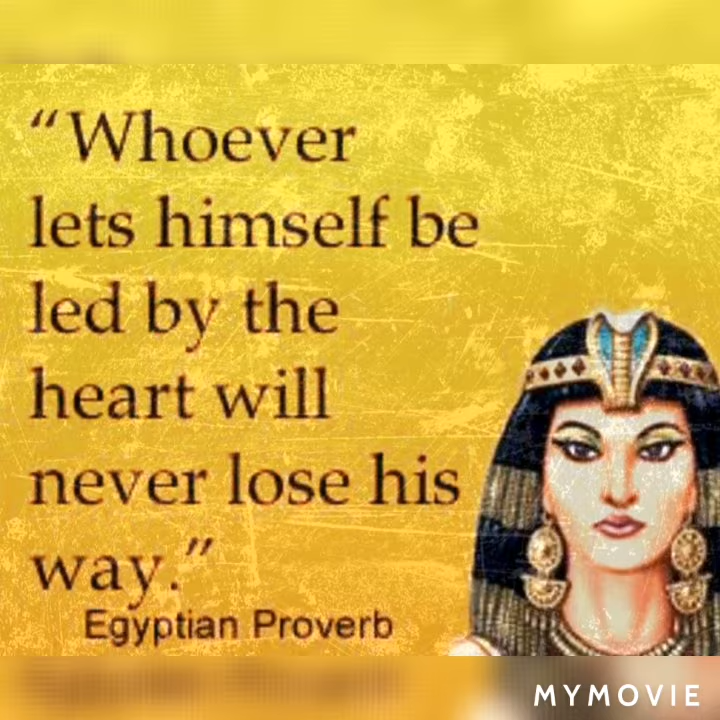 “Whoever
lets himself be
led by the
heart will
never lose his
way.”
Egyptian Proverb
MYMOVIE